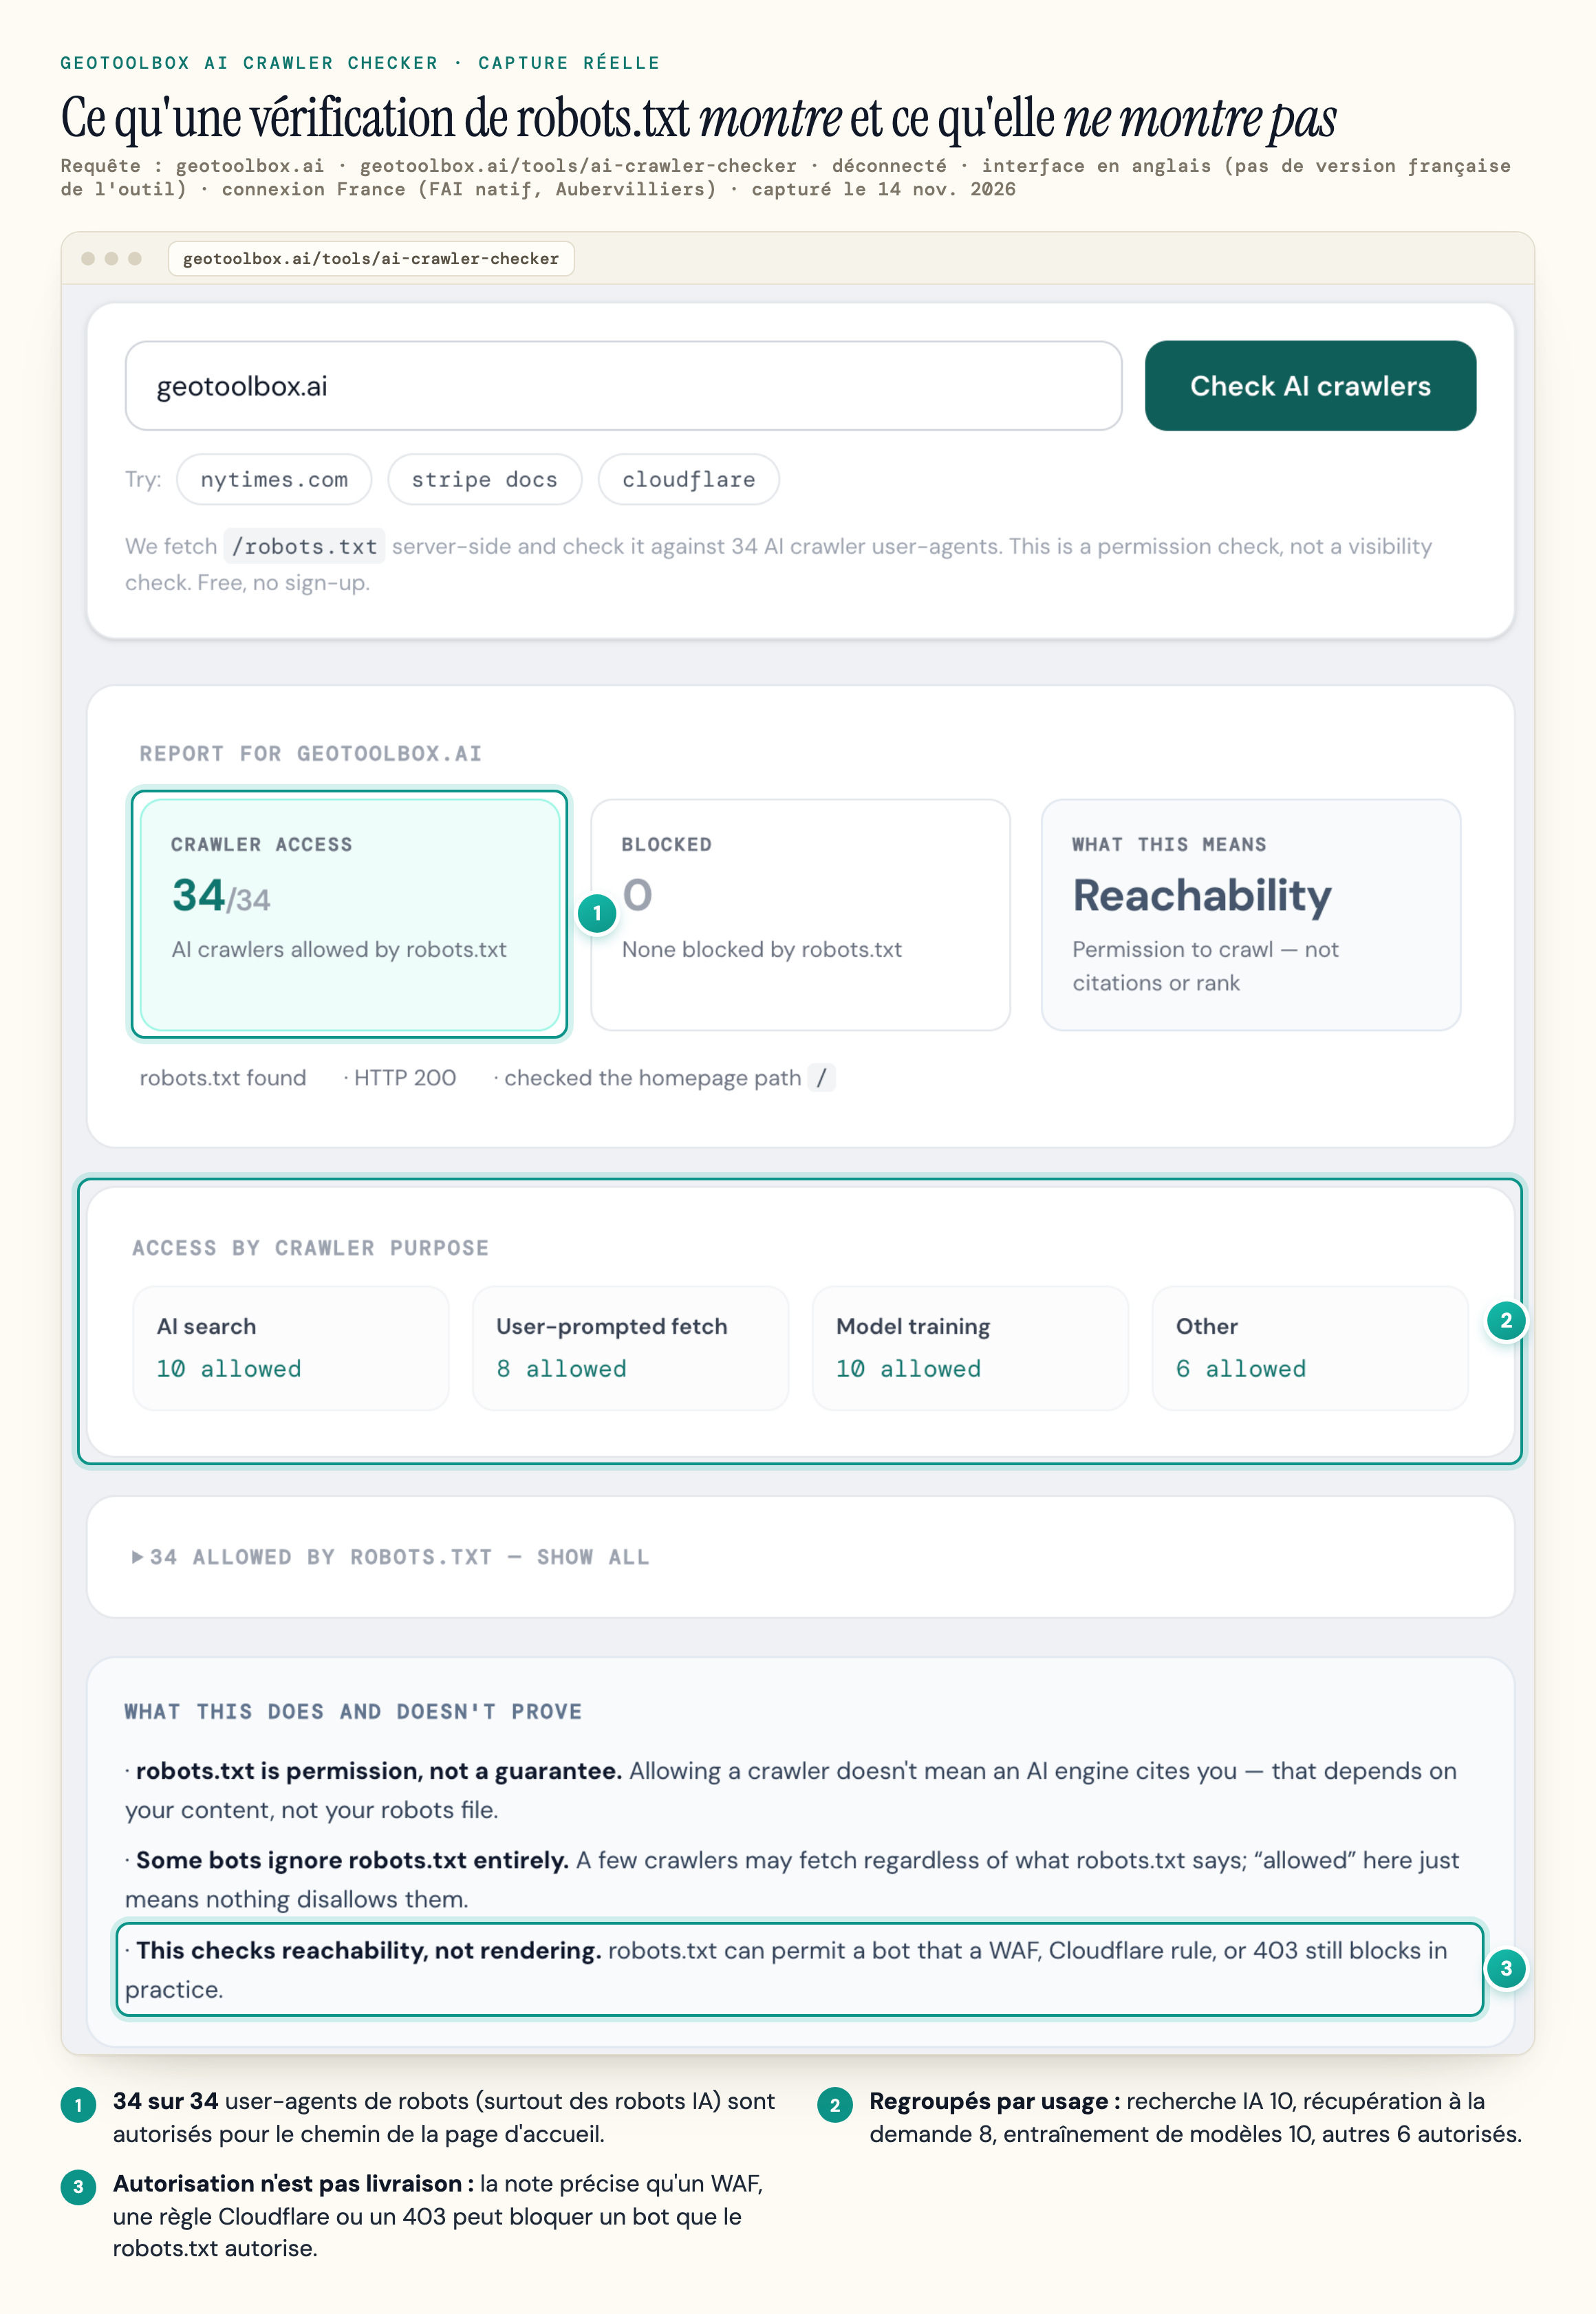 GEOTOOLBOX AI CRAWLER CHECKER · CAPTURE RÉELLE
Ce qu'une vérification de robots.txt montre et ce qu'elle ne montre pas
Requête : geotoolbox.ai · geotoolbox.ai/tools/ai-crawler-checker · déconnecté · interface en anglais (pas de version française
de l'outil) · connexion France (FAI natif, Aubervilliers) · capturé le 14 nov. 2026
geotoolbox.ai/tools/ai-crawler-checker
geotoolbox.ai
Check AI crawlers
Try: nytimes.com stripe docs cloudflare
We fetch /robots.txt server-side and check it against 34 AI crawler user-agents. This is a permission check, not a visibility
check. Free, no sign-up.
REPORT FOR GEOTOOLBOX.AI
CRAWLER ACCESS
34/34
AI crawlers allowed by robots.txt
1
BLOCKED
0
None blocked by robots.txt
WHAT THIS MEANS
Reachability
Permission to crawl — not
citations or rank
robots.txt found · HTTP 200 · checked the homepage path /
ACCESS BY CRAWLER PURPOSE
AI search
10 allowed
User-prompted fetch
8 allowed
Model training
10 allowed
Other
6 allowed
2
▶34 ALLOWED BY ROBOTS.TXT — SHOW ALL
WHAT THIS DOES AND DOESN'T PROVE
· robots.txt is permission, not a guarantee. Allowing a crawler doesn't mean an AI engine cites you — that depends on
your content, not your robots file.
· Some bots ignore robots.txt entirely. A few crawlers may fetch regardless of what robots.txt says; “allowed” here just
means nothing disallows them.
· This checks reachability, not rendering. robots.txt can permit a bot that a WAF, Cloudflare rule, or 403 still blocks in
practice.
3
1 34 sur 34 user-agents de robots (surtout des robots IA) sont
autorisés pour le chemin de la page d'accueil.
2 Regroupés par usage : recherche IA 10, récupération à la
demande 8, entraînement de modèles 10, autres 6 autorisés.
3 Autorisation n'est pas livraison : la note précise qu'un WAF,
une règle Cloudflare ou un 403 peut bloquer un bot que le
robots.txt autorise.